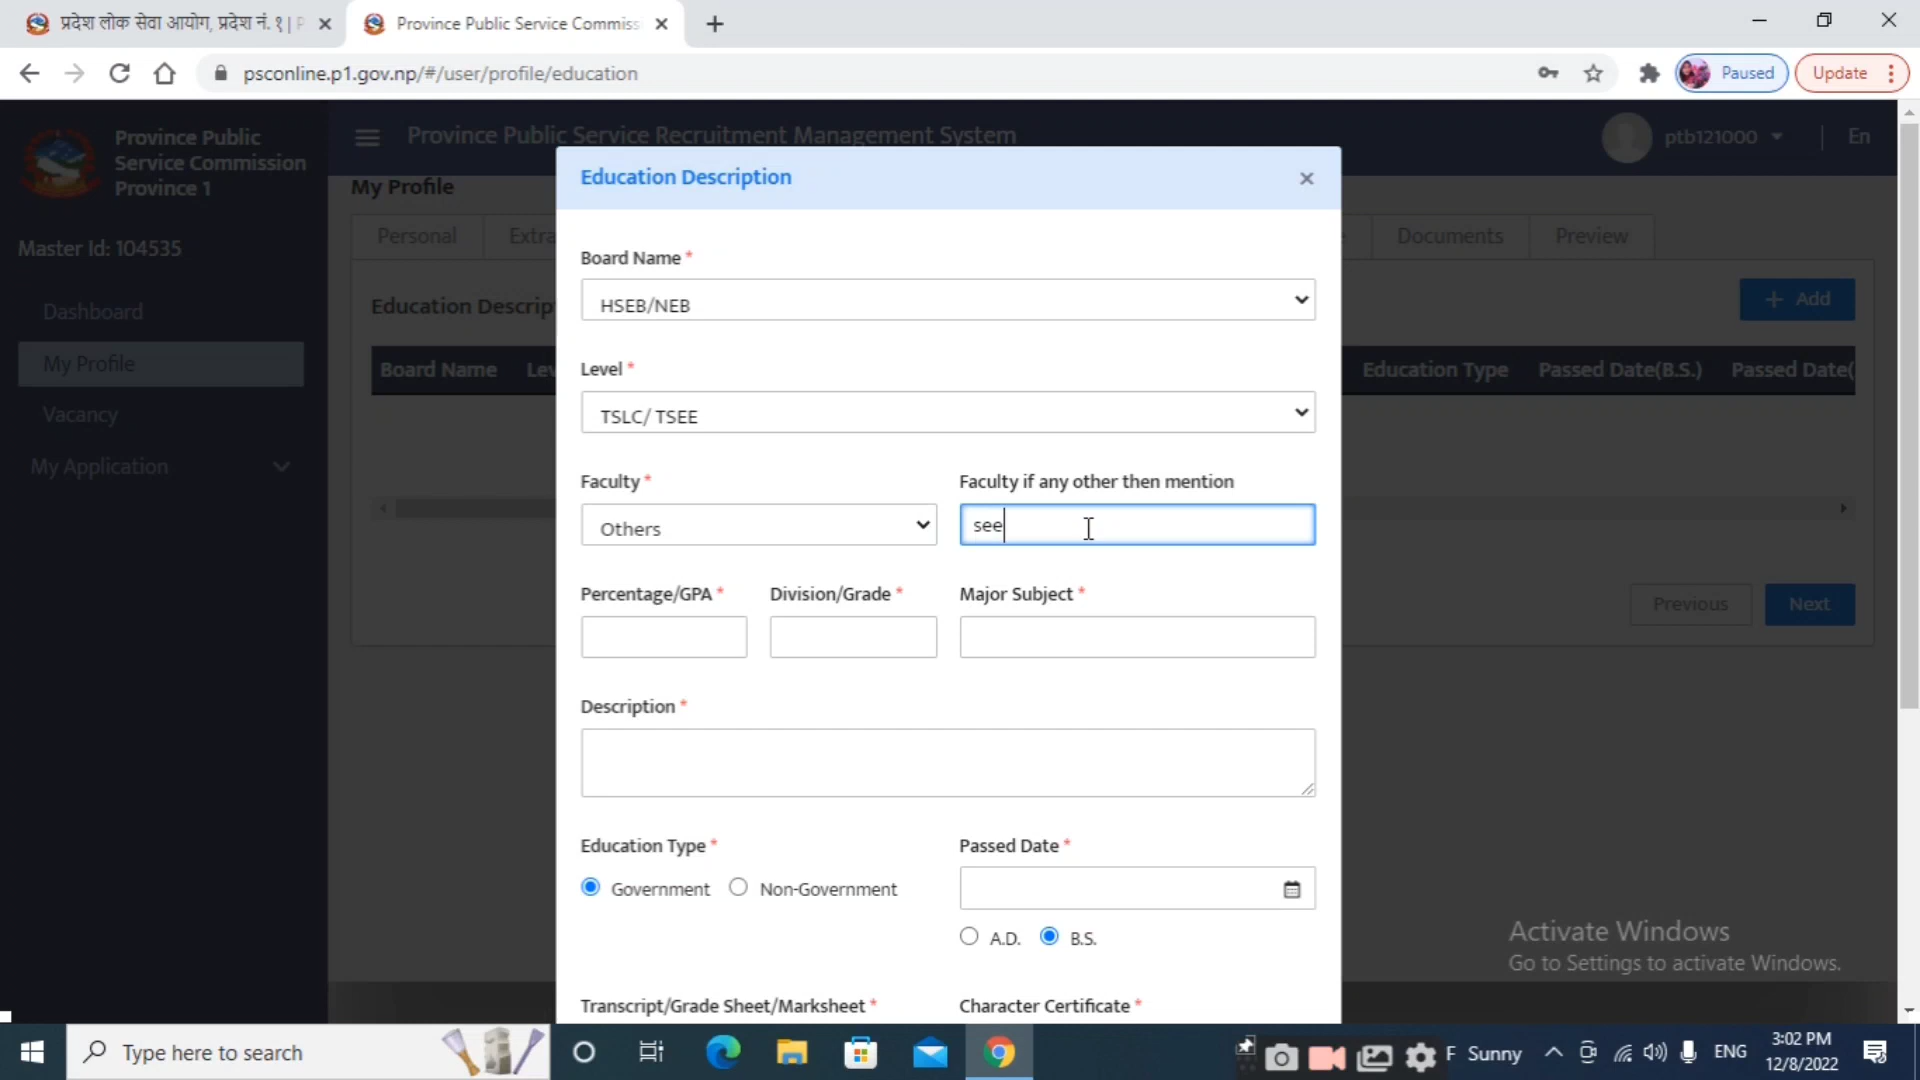 प्रदेश लोक सेवा आयोग, प्रदेश नं. १ | P
Province Public Service Commiss
psconline.p1.gov.np/#/user/profile/education
Paused
Update
Province Public
Service Commission
Province 1
Province Public Service Recruitment Management System
ptb121000
En
Master Id: 104535
Dashboard
My Profile
Vacancy
My Application
My Profile
Personal
Extra
Documents
Preview
Education Descrip
+ Add
Board Name
Lev
Education Type
Passed Date(B.S.)
Passed Date(
Previous
Next
Education Description
Board Name *
HSEB/NEB
Level *
TSLC/ TSEE
Faculty *
Faculty if any other then mention
Others
see
Percentage/GPA *
Division/Grade *
Major Subject *
Description *
Education Type *
Passed Date *
Government
Non-Government
A.D.
B.S.
Transcript/Grade Sheet/Marksheet *
Character Certificate *
Activate Windows
Go to Settings to activate Windows.
Type here to search
F Sunny
ENG
3:02 PM
12/8/2022